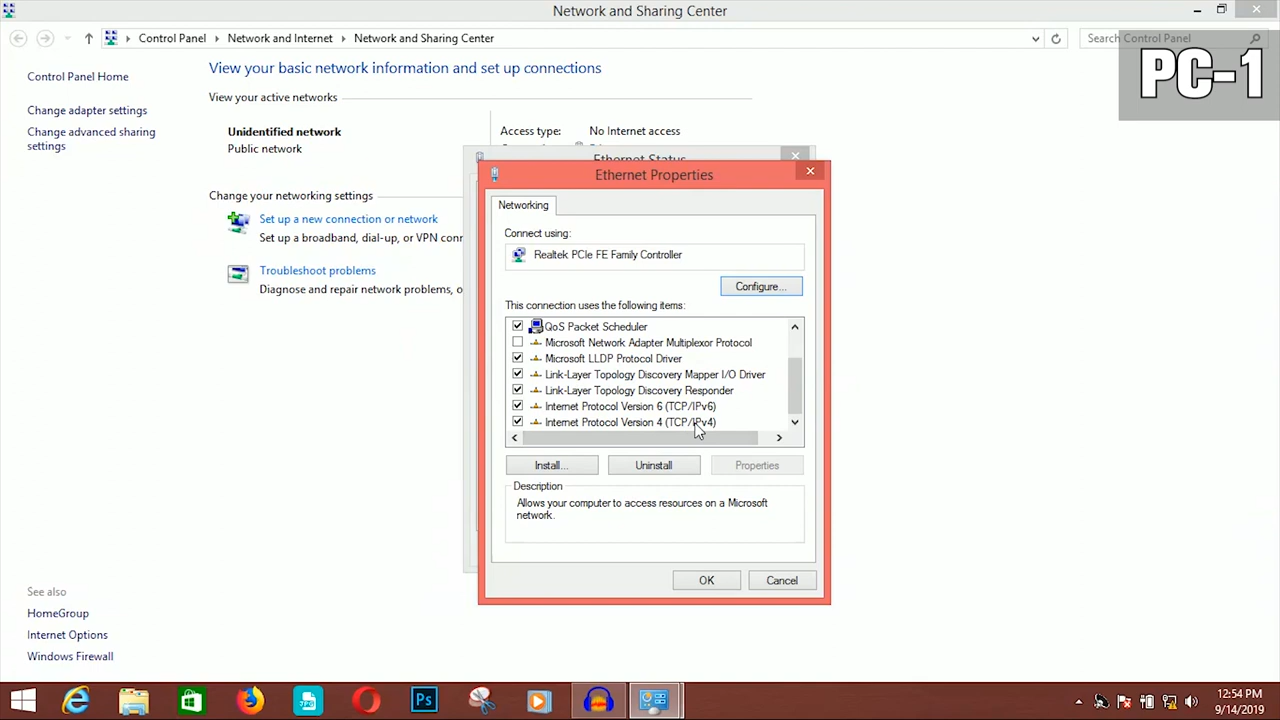 Network and Sharing Center
Control Panel
Network and Internet
Network and Sharing Center
Search Control Panel
PC-1
Control Panel Home
Change adapter settings
Change advanced sharing
settings
View your basic network information and set up connections
View your active networks
Unidentified network
Public network
Access type:
No Internet access
Change your networking settings
Set up a new connection or network
Set up a broadband, dial-up, or VPN conn
Troubleshoot problems
Diagnose and repair network problems, o
Ethernet Status
Ethernet Properties
Networking
Connect using:
Realtek PCIe FE Family Controller
Configure...
This connection uses the following items:
QoS Packet Scheduler
Microsoft Network Adapter Multiplexor Protocol
Microsoft LLDP Protocol Driver
Link-Layer Topology Discovery Mapper I/O Driver
Link-Layer Topology Discovery Responder
Internet Protocol Version 6 (TCP/IPv6)
Internet Protocol Version 4 (TCP/IPv4)
Install...
Uninstall
Properties
Description
Allows your computer to access resources on a Microsoft
network.
OK
Cancel
See also
HomeGroup
Internet Options
Windows Firewall
Ps
12:54 PM
9/14/2019